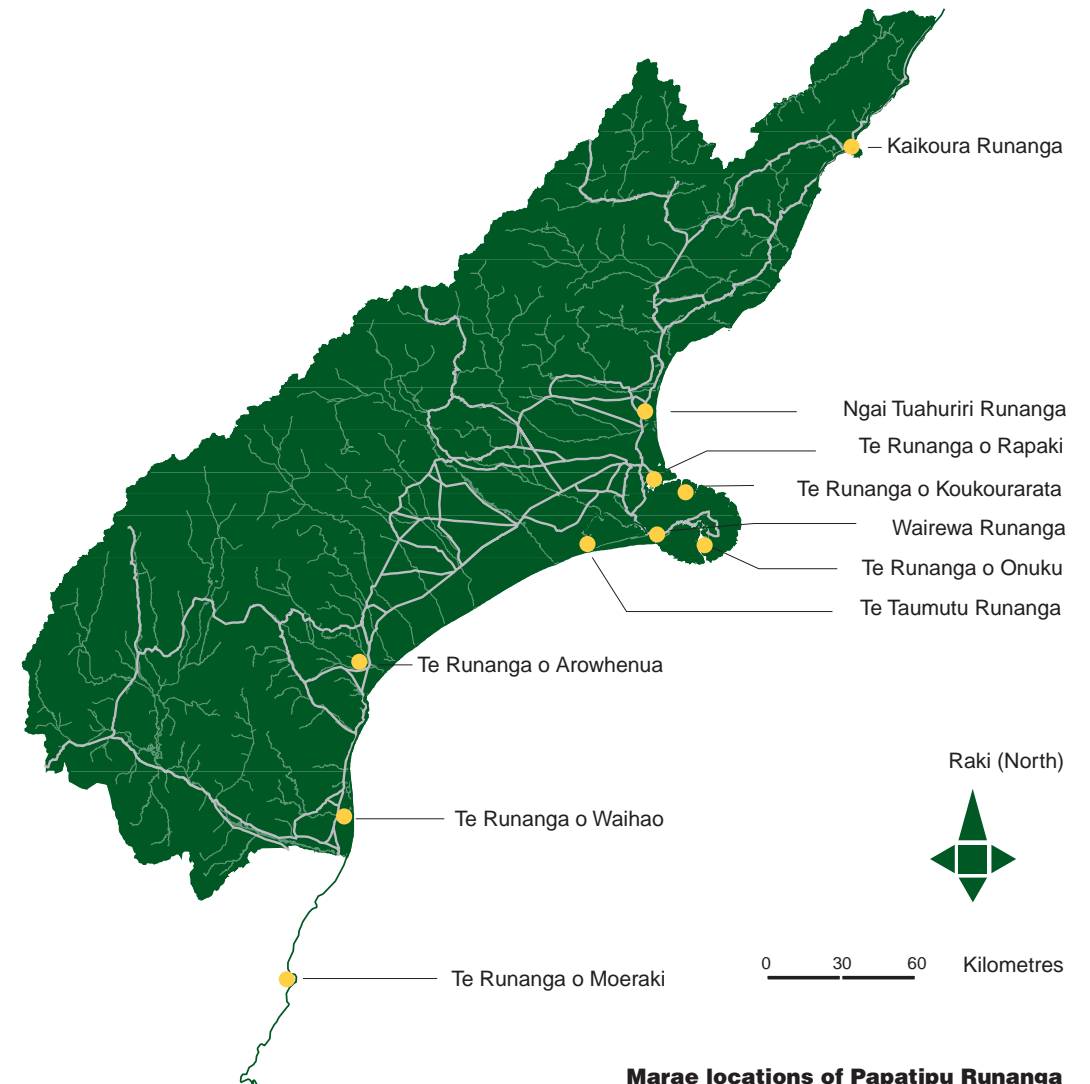 Kaikoura Runanga
Ngai Tuahuriri Runanga
Te Runanga o Rapaki
Te Runanga o Koukourarata
Wairewa Runanga
Te Runanga o Onuku
Te Taumutu Runanga
Te Runanga o Arowhenua
Raki (North)
Te Runanga o Waihao
0 30 60 Kilometres
Te Runanga o Moeraki
Marae locations of Papatipu Runanga